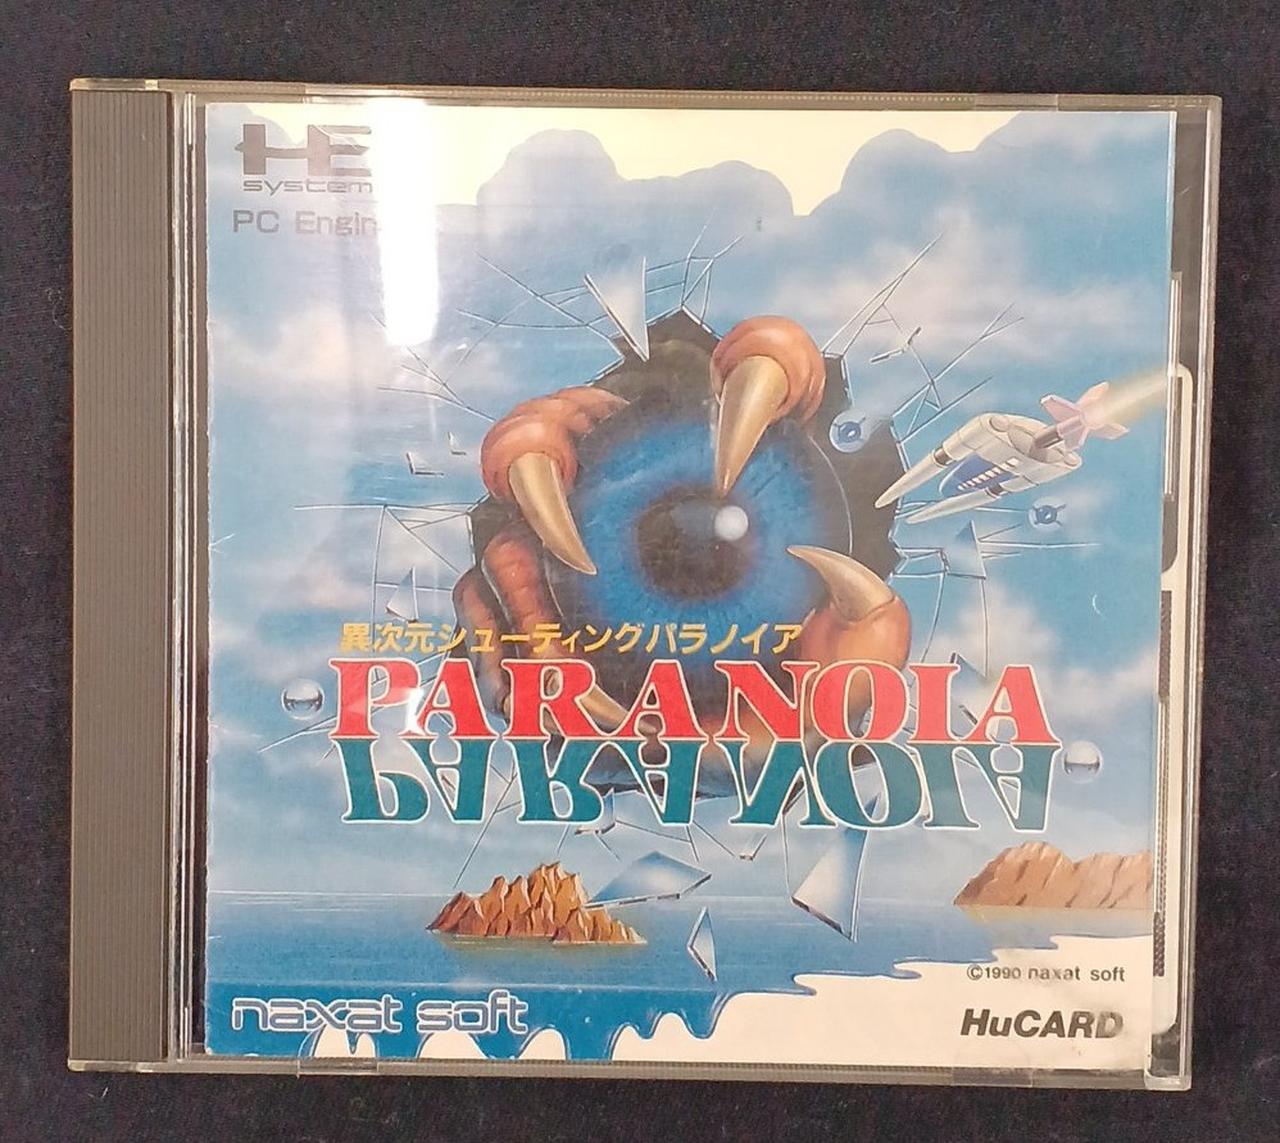 HE
system
PC Engin
異次元シューティングパラノイア
PARANOIA
PARANOIA
©1990 naxat soft
naxat soft
HuCARD